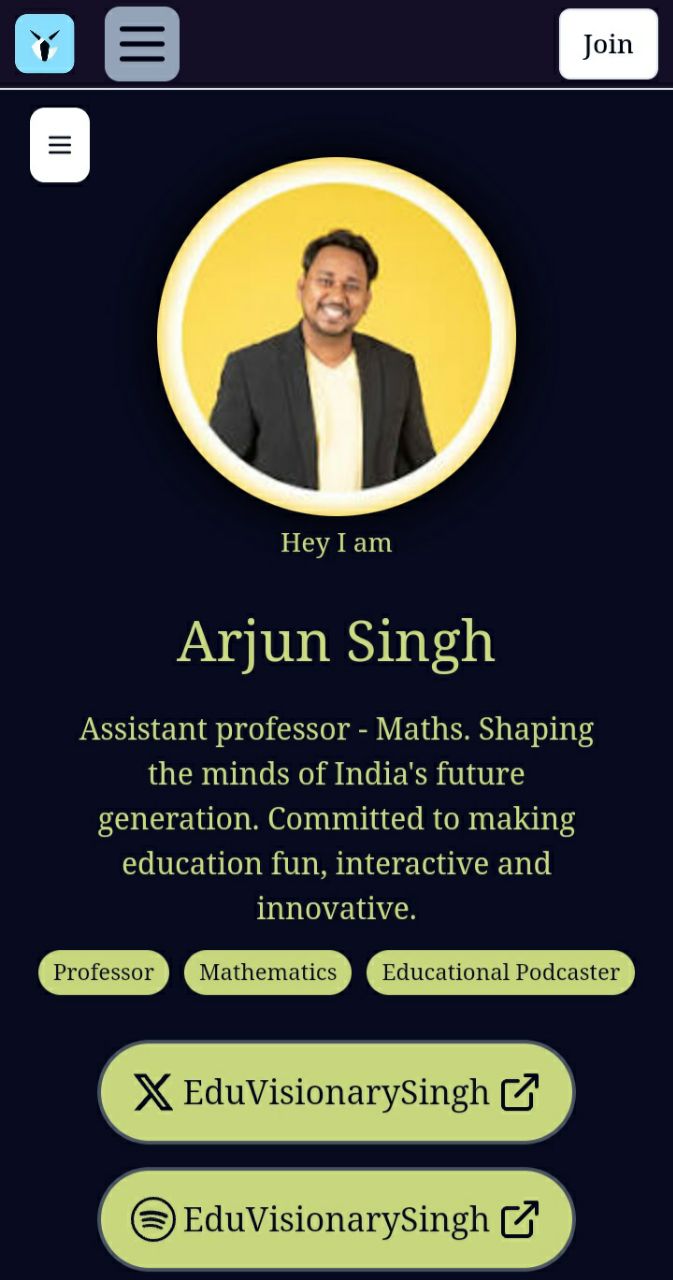 Join
Hey I am
Arjun Singh
Assistant professor - Maths. Shaping
the minds of India's future
generation. Committed to making
education fun, interactive and
innovative.
Professor Mathematics Educational Podcaster
EduVisionarySingh
EduVisionarySingh